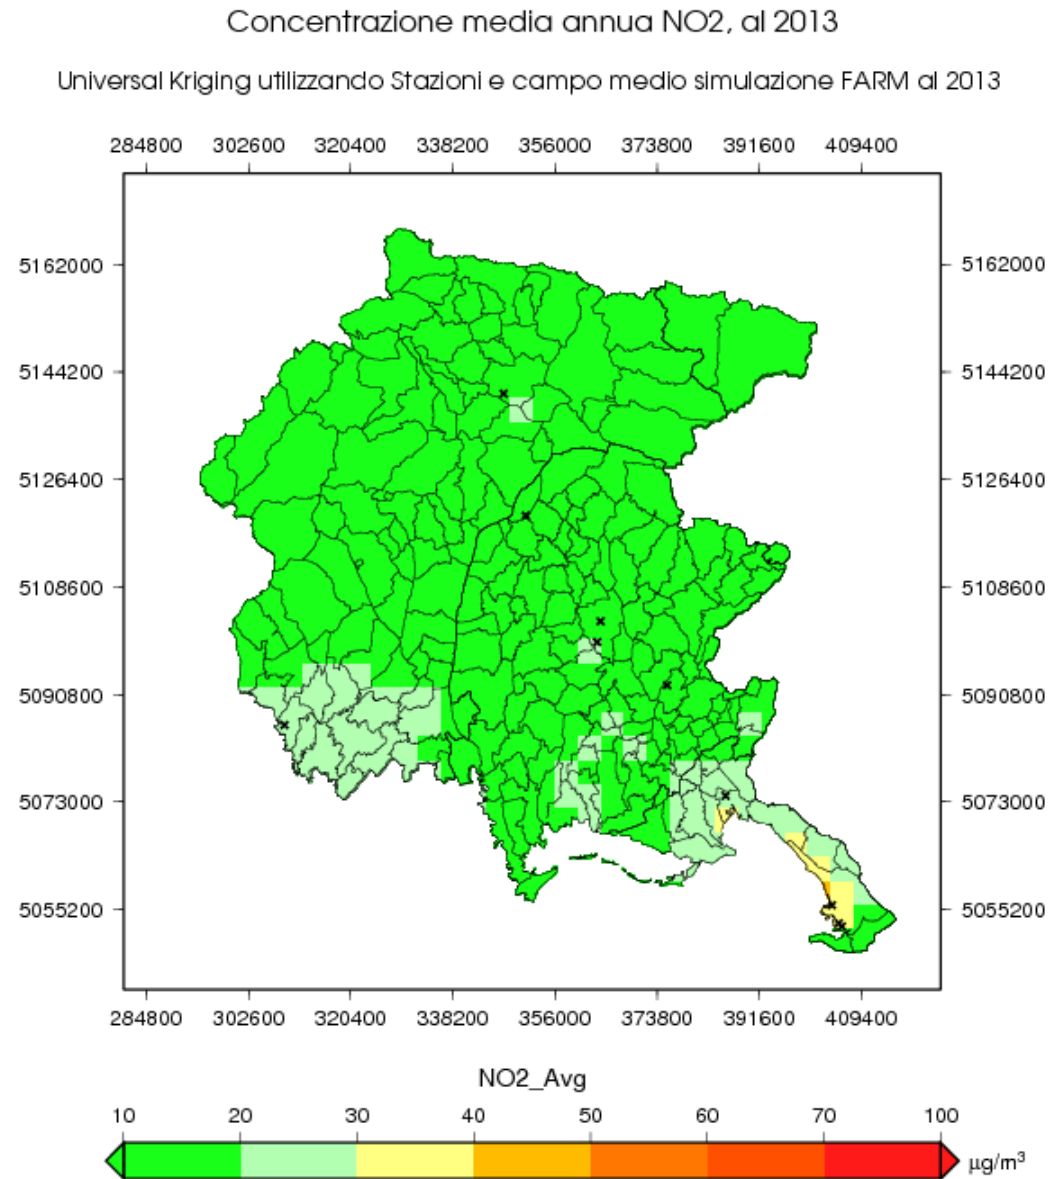 Concentrazione media annua NO2, al 2013
Universal Kriging utilizzando Stazioni e campo medio simulazione FARM al 2013
284800 302600 320400 338200 356000 373800 391600 409400
5162000 5162000
5144200 5144200
5126400 5126400
5108600 5108600
5090800 5090800
5073000 5073000
5055200 5055200
284800 302600 320400 338200 356000 373800 391600 409400
NO2_Avg
10 20 30 40 50 60 70 100
µg/m³